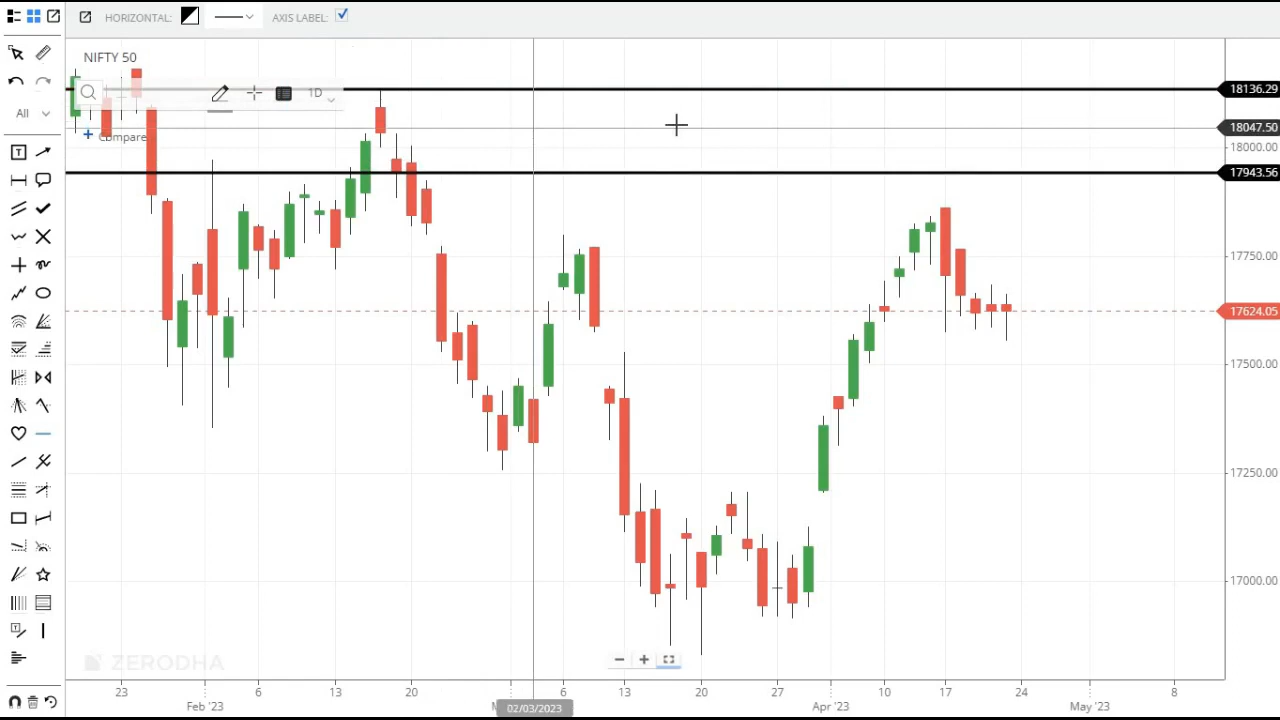 HORIZONTAL:
AXIS LABEL:
NIFTY 50
1D
All
Compare
18136.29
18047.50
18000.00
17943.56
17750.00
17624.05
17500.00
17250.00
17000.00
ZERODHA
23 6 13 20 6 13 20 27 10 17 24 8
Feb '23 02/03/2023 Apr '23 May '23